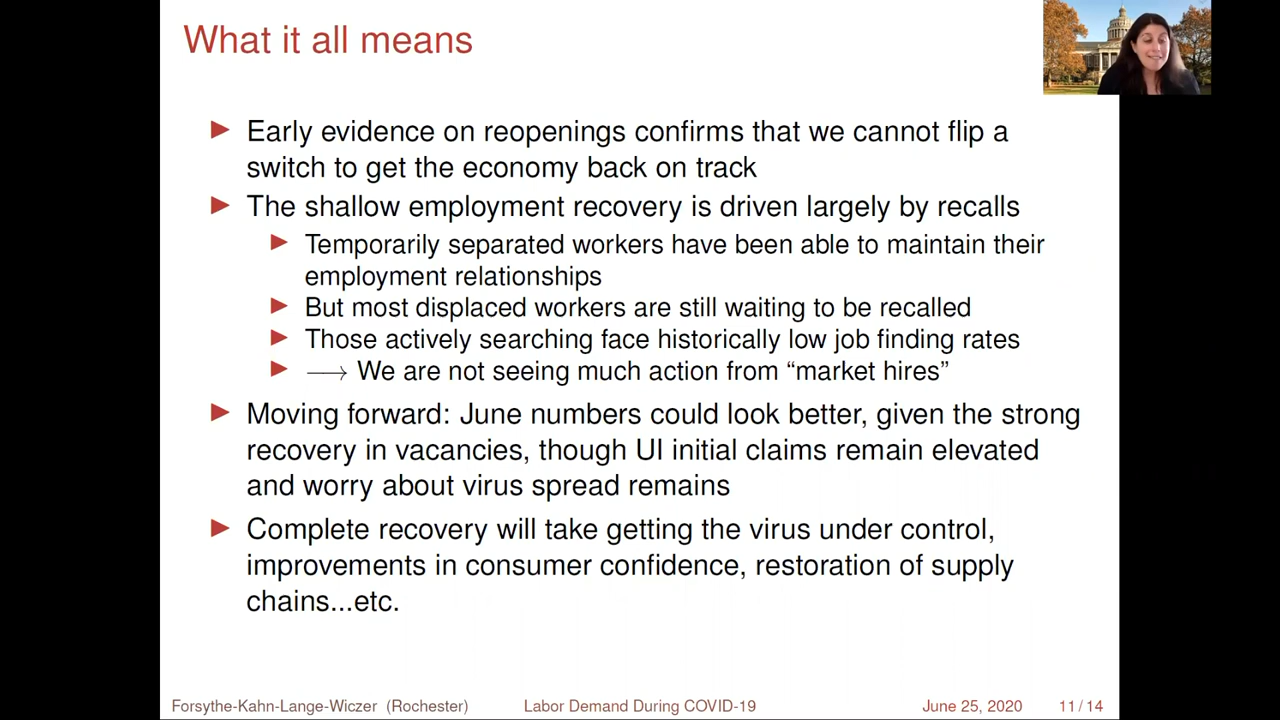 What it all means
▶ Early evidence on reopenings confirms that we cannot flip a
switch to get the economy back on track
▶ The shallow employment recovery is driven largely by recalls
▶ Temporarily separated workers have been able to maintain their
employment relationships
▶ But most displaced workers are still waiting to be recalled
▶ Those actively searching face historically low job finding rates
▶ ⟶ We are not seeing much action from “market hires”
▶ Moving forward: June numbers could look better, given the strong
recovery in vacancies, though UI initial claims remain elevated
and worry about virus spread remains
▶ Complete recovery will take getting the virus under control,
improvements in consumer confidence, restoration of supply
chains...etc.
Forsythe-Kahn-Lange-Wiczer (Rochester) Labor Demand During COVID-19 June 25, 2020 11 / 14